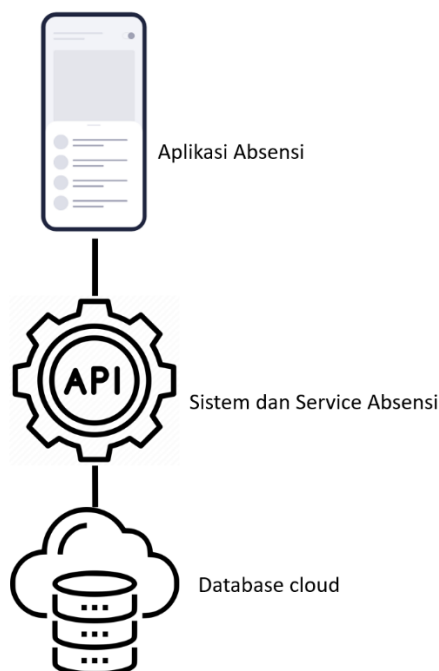 Aplikasi Absensi
API
Sistem dan Service Absensi
Database cloud